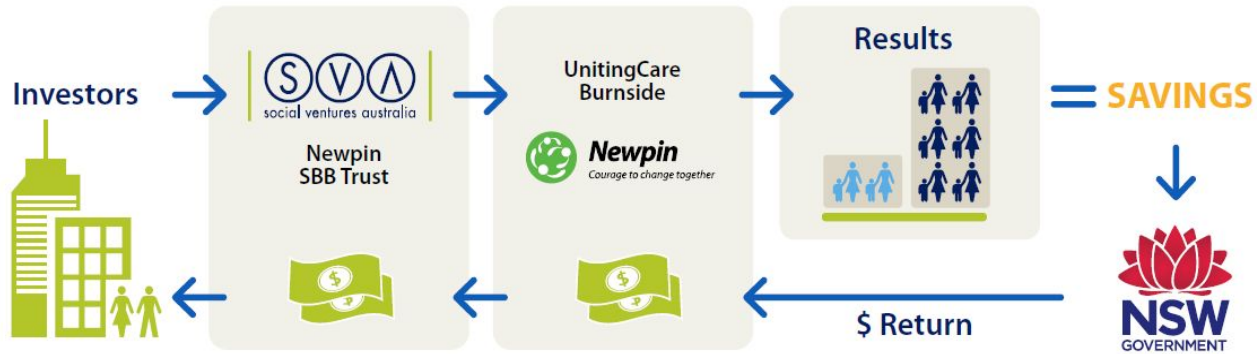 Investors
SVA
social ventures australia
Newpin
SBB Trust
UnitingCare
Burnside
Newpin
Courage to change together
Results
= SAVINGS
$
$
$
$
$ Return
NSW
GOVERNMENT